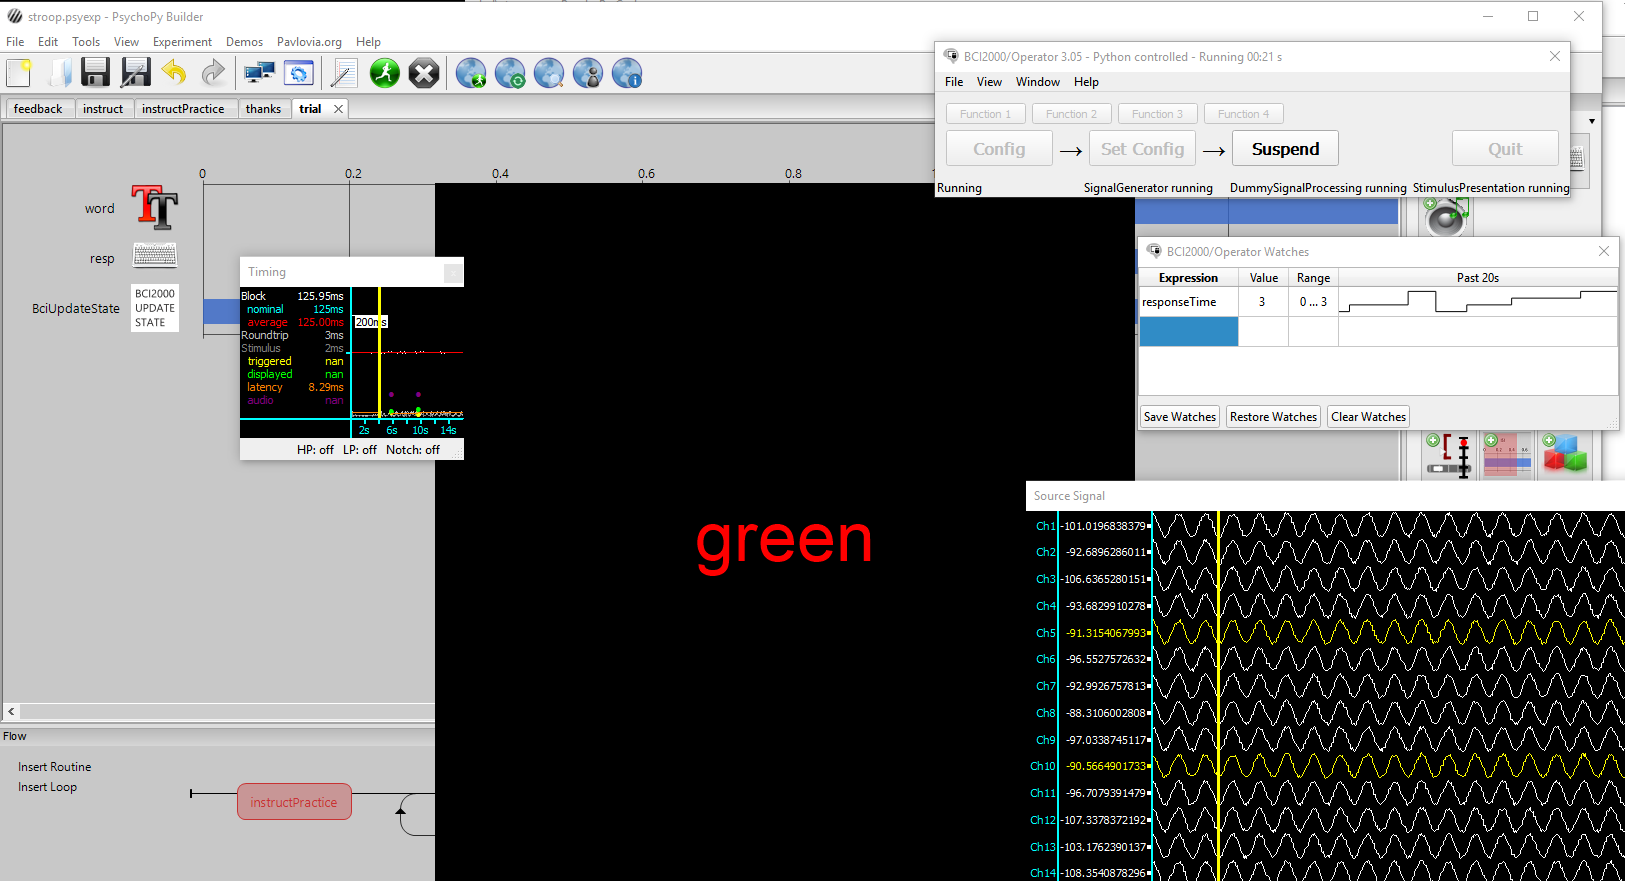 stroop.psyexp - PsychoPy Builder
File Edit Tools View Experiment Demos Pavlovia.org Help
feedback instruct instructPractice thanks trial
0 0.2 0.4 0.6 0.8
word
resp
BciUpdateState
BCI2000
UPDATE
STATE
Timing
Block 125.95ms
nominal 125ms
average 125.00ms
Roundtrip 3ms
Stimulus 2ms
triggered nan
displayed nan
latency 8.29ms
audio nan
200ms
2s 6s 10s 14s
HP: off LP: off Notch: off
green
BCI2000/Operator 3.05 - Python controlled - Running 00:21 s
File View Window Help
Function 1 Function 2 Function 3 Function 4
Config → Set Config → Suspend Quit
Running SignalGenerator running DummySignalProcessing running StimulusPresentation running
BCI2000/Operator Watches
Expression Value Range Past 20s
responseTime 3 0 ... 3
Save Watches Restore Watches Clear Watches
Source Signal
Ch1 -101.0196838379
Ch2 -92.6896286011
Ch3 -106.6365280151
Ch4 -93.6829910278
Ch5 -91.3154067993
Ch6 -96.5527572632
Ch7 -92.9926757813
Ch8 -88.3106002808
Ch9 -97.0338745117
Ch10 -90.5664901733
Ch11 -96.7079391479
Ch12 -107.3378372192
Ch13 -103.1762390137
Ch14 -108.3540878296
Flow
Insert Routine
Insert Loop
instructPractice